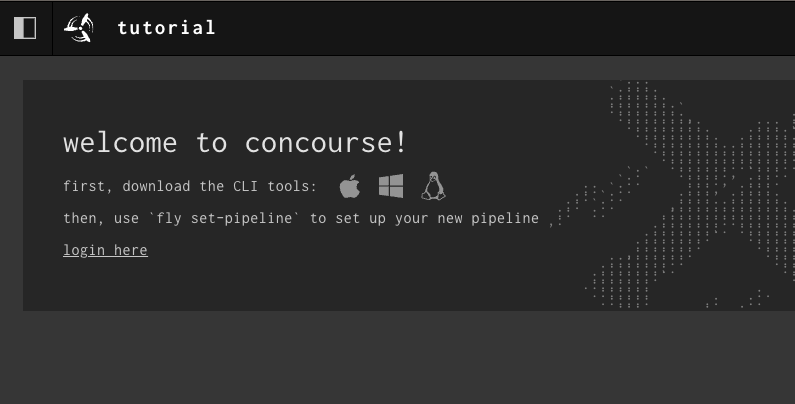 tutorial
welcome to concourse!
first, download the CLI tools:
then, use `fly set-pipeline` to set up your new pipeline
login here